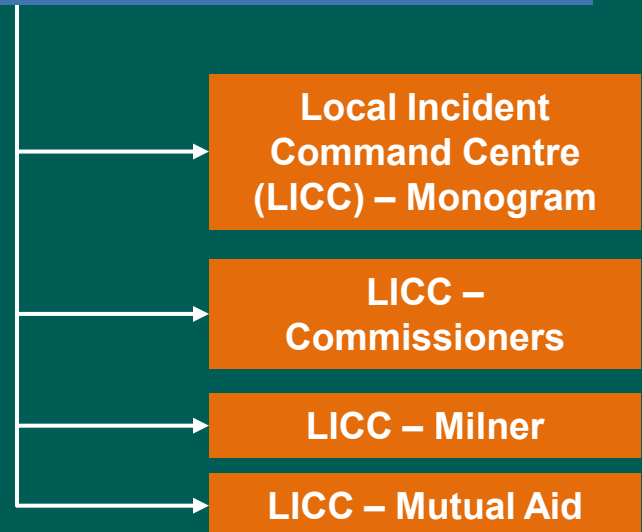 Local Incident
Command Centre
(LICC) – Monogram
LICC –
Commissioners
LICC – Milner
LICC – Mutual Aid